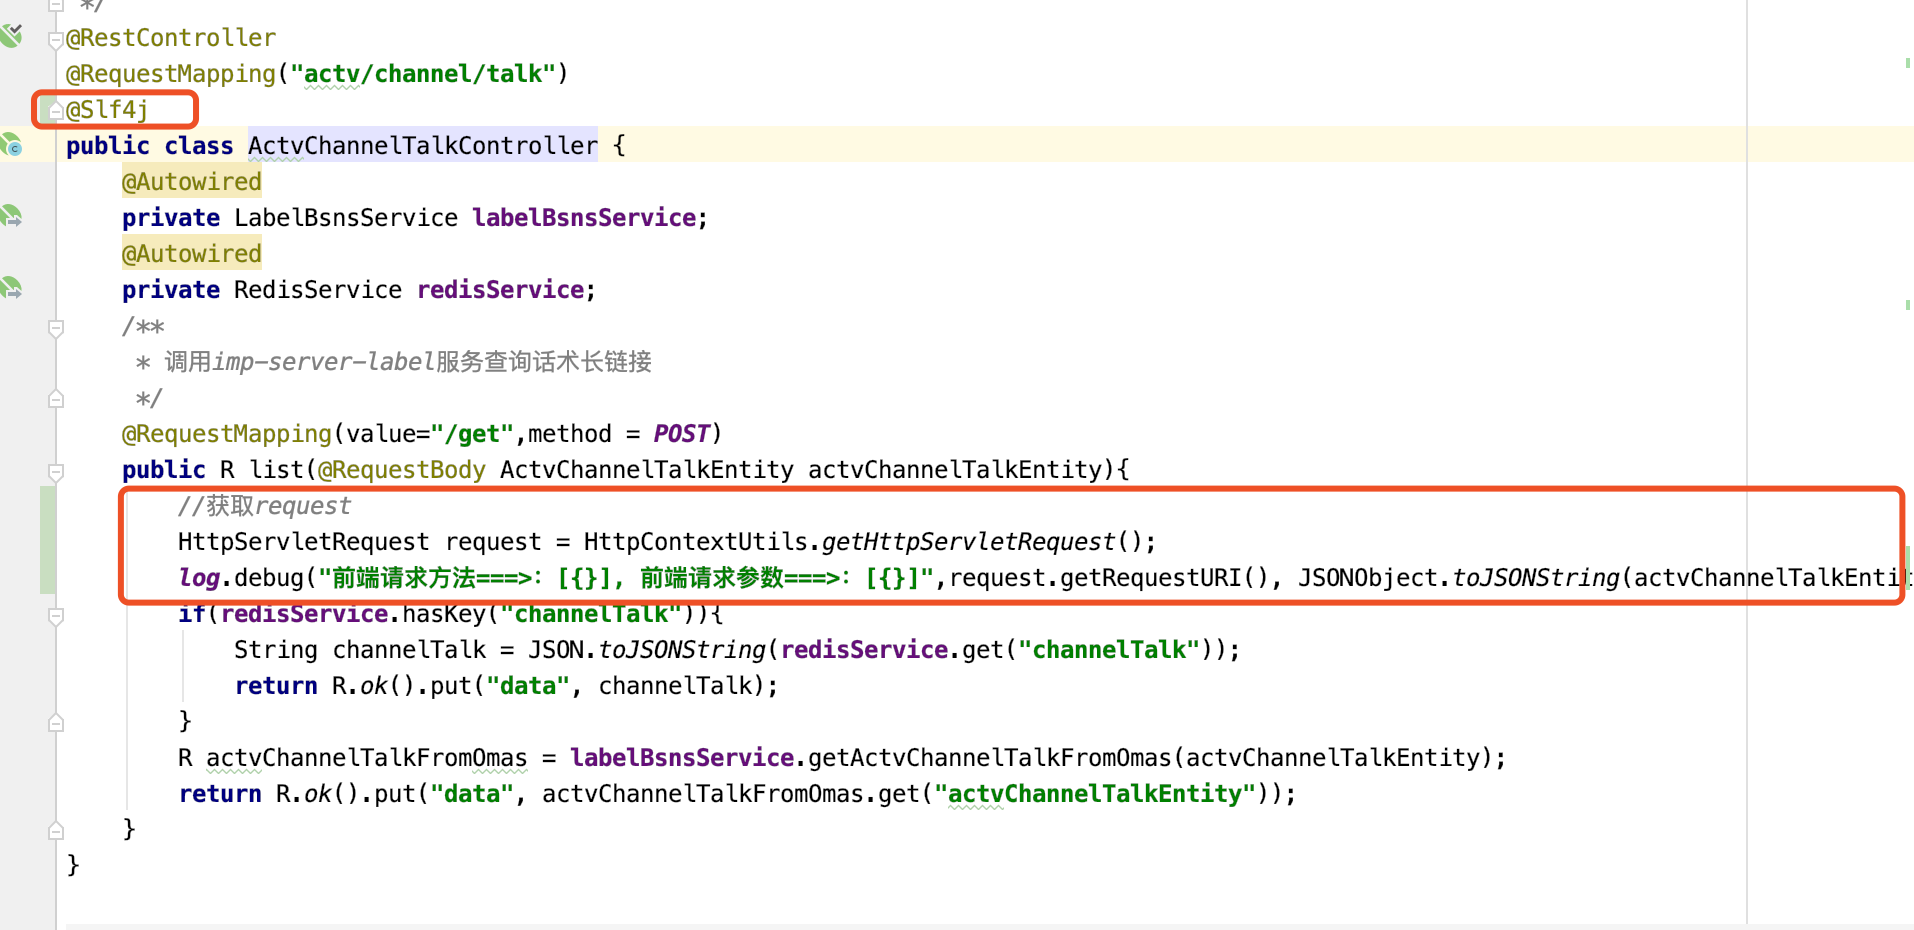 */
@RestController
@RequestMapping("actv/channel/talk")
@Slf4j
public class ActvChannelTalkController {
@Autowired
private LabelBsnsService labelBsnsService;
@Autowired
private RedisService redisService;
/**
* 调用imp-server-label服务查询话术长链接
*/
@RequestMapping(value="/get",method = POST)
public R list(@RequestBody ActvChannelTalkEntity actvChannelTalkEntity){
//获取request
HttpServletRequest request = HttpContextUtils.getHttpServletRequest();
log.debug("前端请求方法===>: [{}], 前端请求参数===>: [{}]",request.getRequestURI(), JSONObject.toJSONString(actvChannelTalkEntit
if(redisService.hasKey("channelTalk")){
String channelTalk = JSON.toJSONString(redisService.get("channelTalk"));
return R.ok().put("data", channelTalk);
}
R actvChannelTalkFromOmas = labelBsnsService.getActvChannelTalkFromOmas(actvChannelTalkEntity);
return R.ok().put("data", actvChannelTalkFromOmas.get("actvChannelTalkEntity"));
}
}